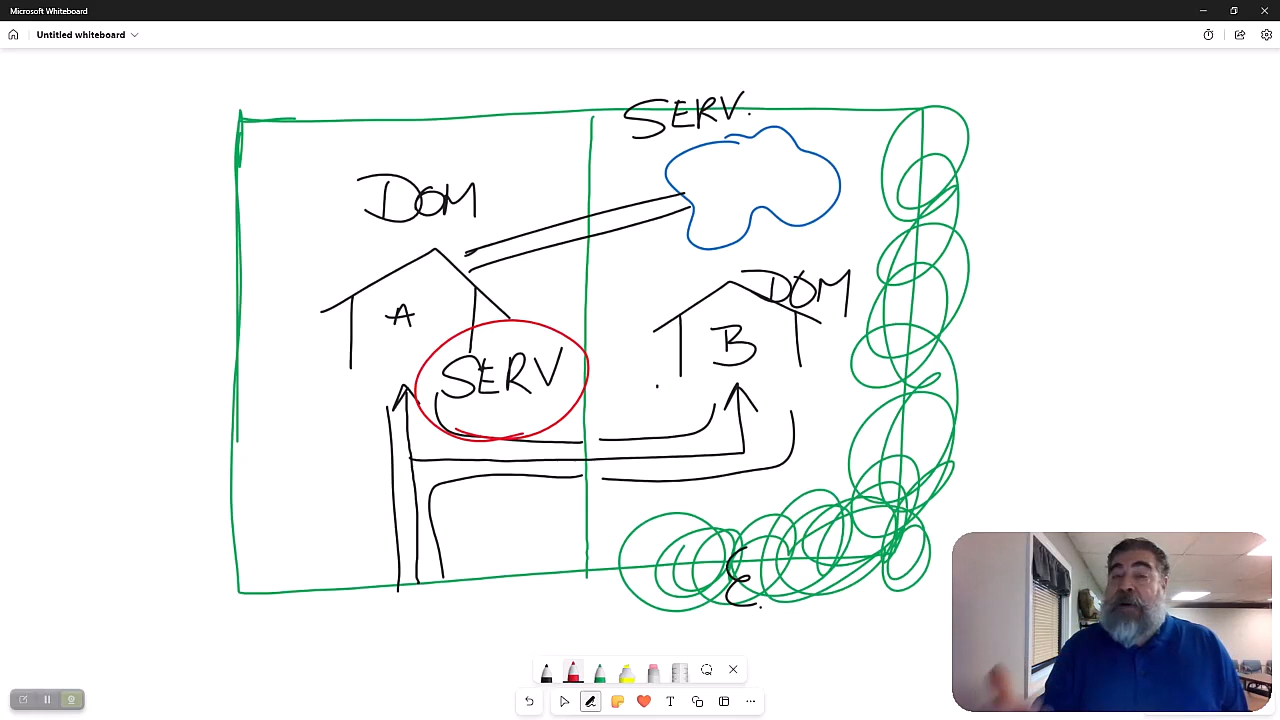 Microsoft Whiteboard
Untitled whiteboard
SERV.
DOM
DOM
A
B
SERV
T